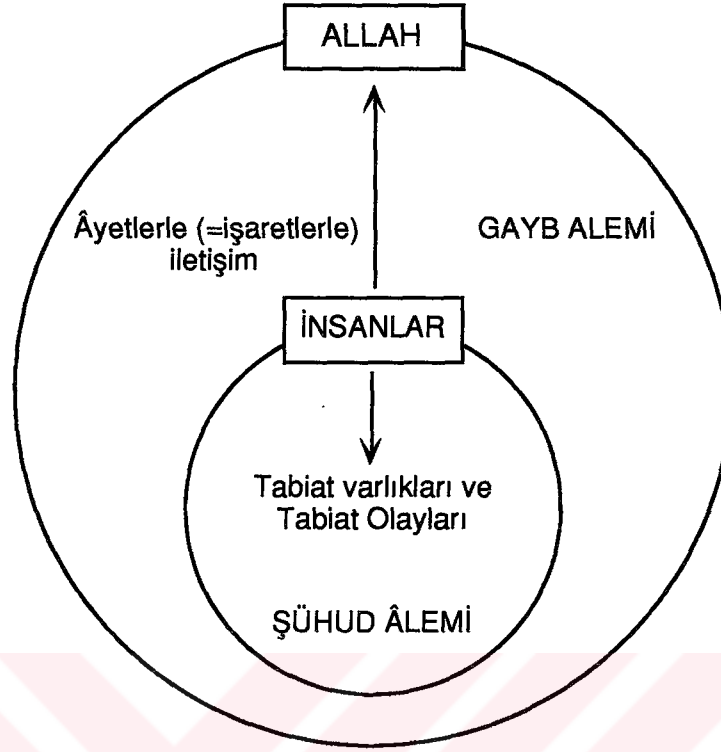 ALLAH
Âyetlerle (=işaretlerle)
iletişim
GAYB ALEMİ
İNSANLAR
Tabiat varlıkları ve
Tabiat Olayları
ŞÜHUD ÂLEMİ